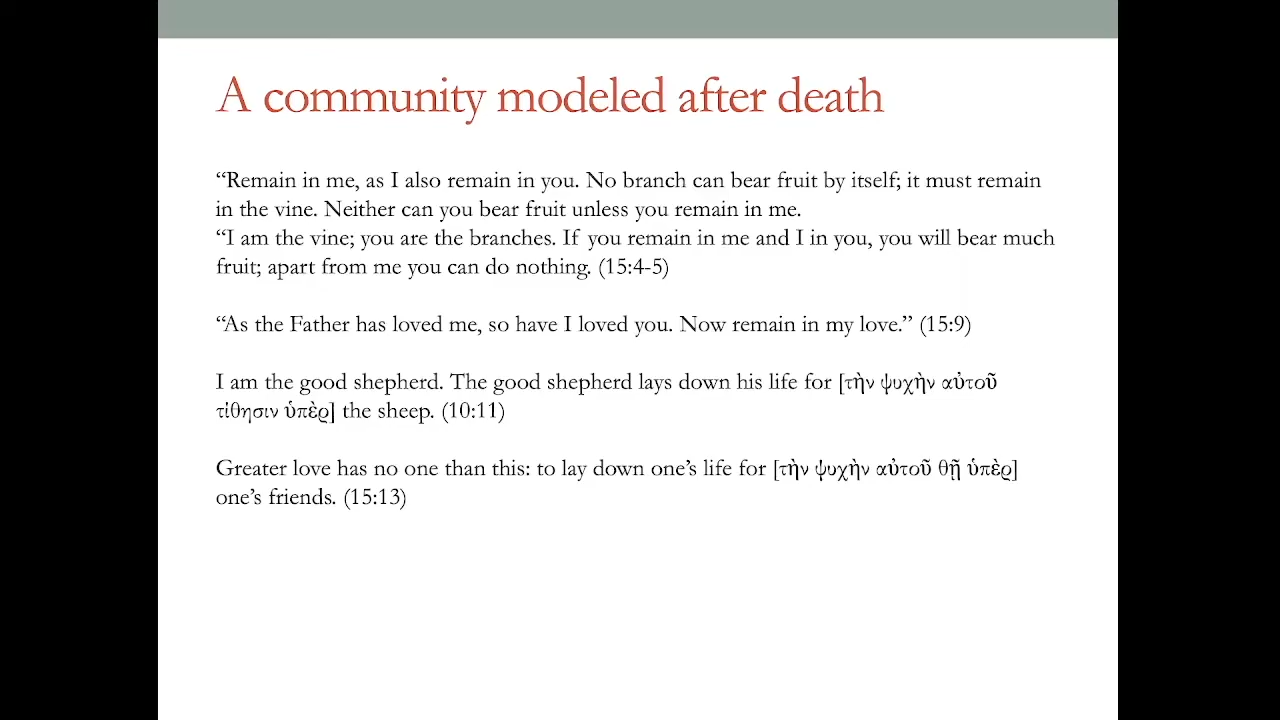 A community modeled after death
“Remain in me, as I also remain in you. No branch can bear fruit by itself; it must remain
in the vine. Neither can you bear fruit unless you remain in me.
“I am the vine; you are the branches. If you remain in me and I in you, you will bear much
fruit; apart from me you can do nothing. (15:4-5)
“As the Father has loved me, so have I loved you. Now remain in my love.” (15:9)
I am the good shepherd. The good shepherd lays down his life for [τὴν ψυχὴν αὐτοῦ
τίθησιν ὑπὲρ] the sheep. (10:11)
Greater love has no one than this: to lay down one’s life for [τὴν ψυχὴν αὐτοῦ θῇ ὑπὲρ]
one’s friends. (15:13)